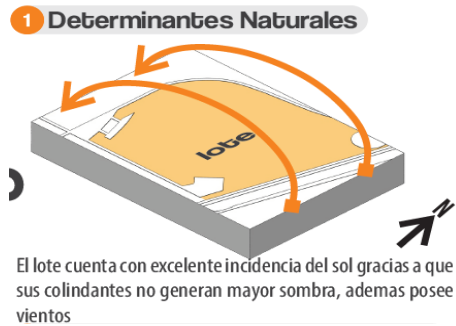 1 Determinantes Naturales
lote
N
El lote cuenta con excelente incidencia del sol gracias a que
sus colindantes no generan mayor sombra, ademas posee
vientos